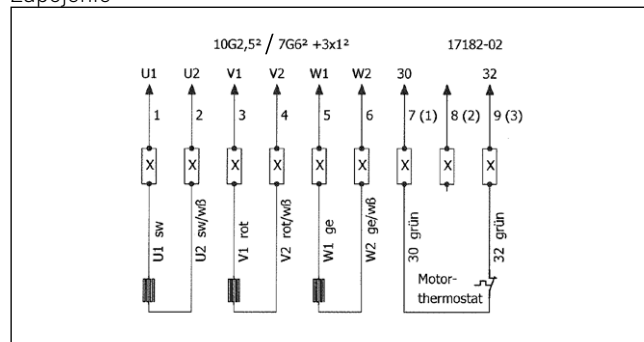 Zapojenie
10G2,5² / 7G6² +3x1² 17182-02
U1 U2 V1 V2 W1 W2 30 32
1 2 3 4 5 6 7 (1) 8 (2) 9 (3)
X X X X X X X X X
U1 sw
U2 sw/wß
V1 rot
V2 rot/wß
W1 ge
W2 ge/wß
30 grün
32 grün
Motor-
thermostat